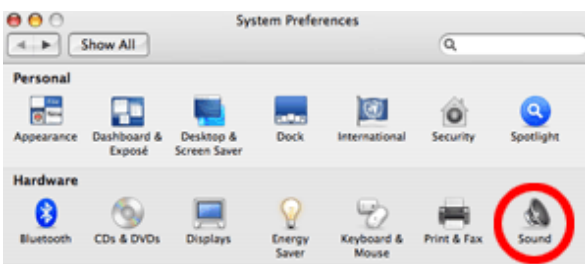 System Preferences
Show All
Personal
Appearance
Dashboard &
Exposé
Desktop &
Screen Saver
Dock
International
Security
Spotlight
Hardware
Bluetooth
CDs & DVDs
Displays
Energy
Saver
Keyboard &
Mouse
Print & Fax
Sound